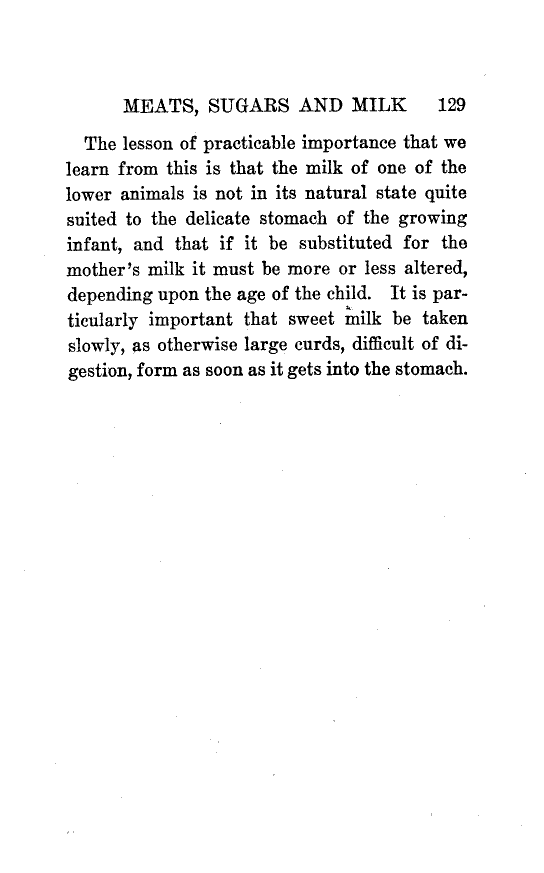 MEATS, SUGARS AND MILK 129
The lesson of practicable importance that we
learn from this is that the milk of one of the
lower animals is not in its natural state quite
suited to the delicate stomach of the growing
infant, and that if it be substituted for the
mother's milk it must be more or less altered,
depending upon the age of the child. It is par-
ticularly important that sweet milk be taken
slowly, as otherwise large curds, difficult of di-
gestion, form as soon as it gets into the stomach.